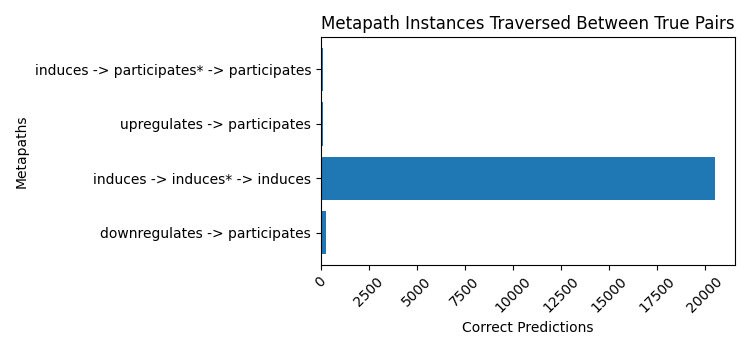 Metapath Instances Traversed Between True Pairs
Metapaths
induces -> participates* -> participates
upregulates -> participates
induces -> induces* -> induces
downregulates -> participates
0
2500
5000
7500
10000
12500
15000
17500
20000
Correct Predictions